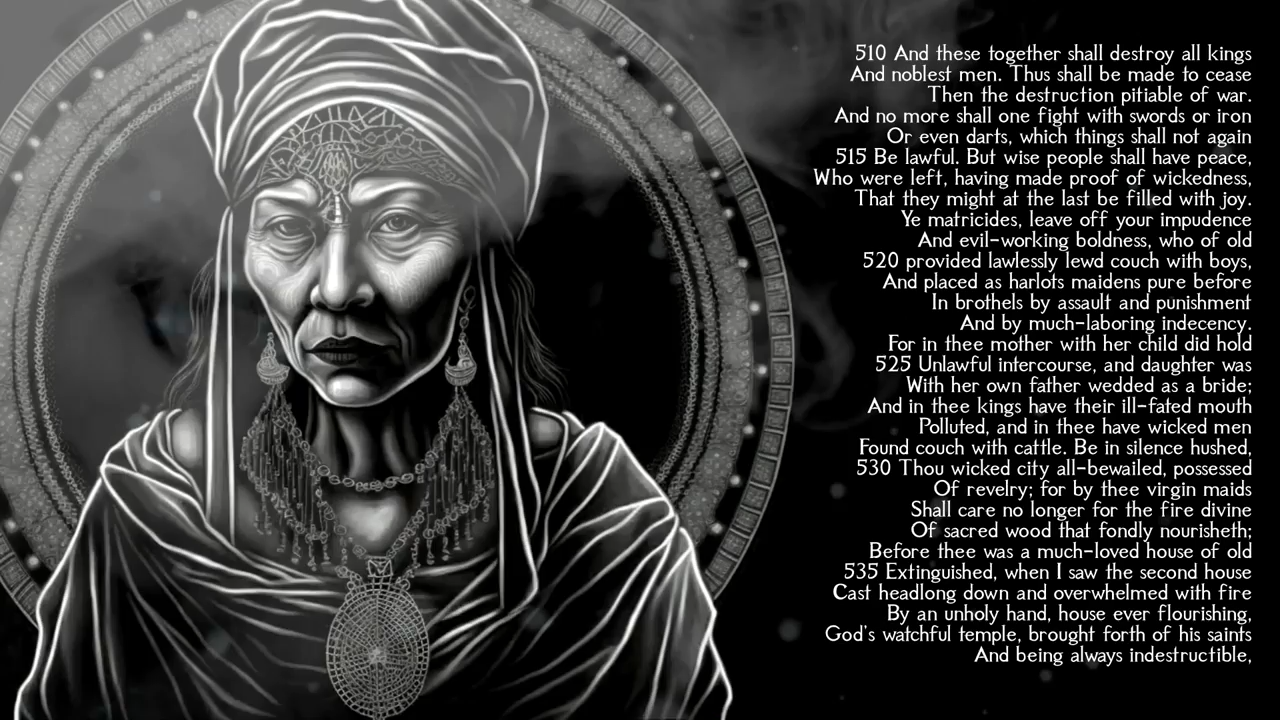 510 And these together shall destroy all kings
And noblest men. Thus shall be made to cease
Then the destruction pitiable of war.
And no more shall one fight with swords or iron
Or even darts, which things shall not again
515 Be lawful. But wise people shall have peace,
Who were left, having made proof of wickedness,
That they might at the last be filled with joy.
Ye matricides, leave off your impudence
And evil-working boldness, who of old
520 provided lawlessly lewd couch with boys,
And placed as harlots maidens pure before
In brothels by assault and punishment
And by much-laboring indecency.
For in thee mother with her child did hold
525 Unlawful intercourse, and daughter was
With her own father wedded as a bride;
And in thee kings have their ill-fated mouth
Polluted, and in thee have wicked men
Found couch with cattle. Be in silence hushed,
530 Thou wicked city all-bewailed, possessed
Of revelry; for by thee virgin maids
Shall care no longer for the fire divine
Of sacred wood that fondly nourisheth;
Before thee was a much-loved house of old
535 Extinguished, when I saw the second house
Cast headlong down and overwhelmed with fire
By an unholy hand, house ever flourishing,
God's watchful temple, brought forth of his saints
And being always indestructible,